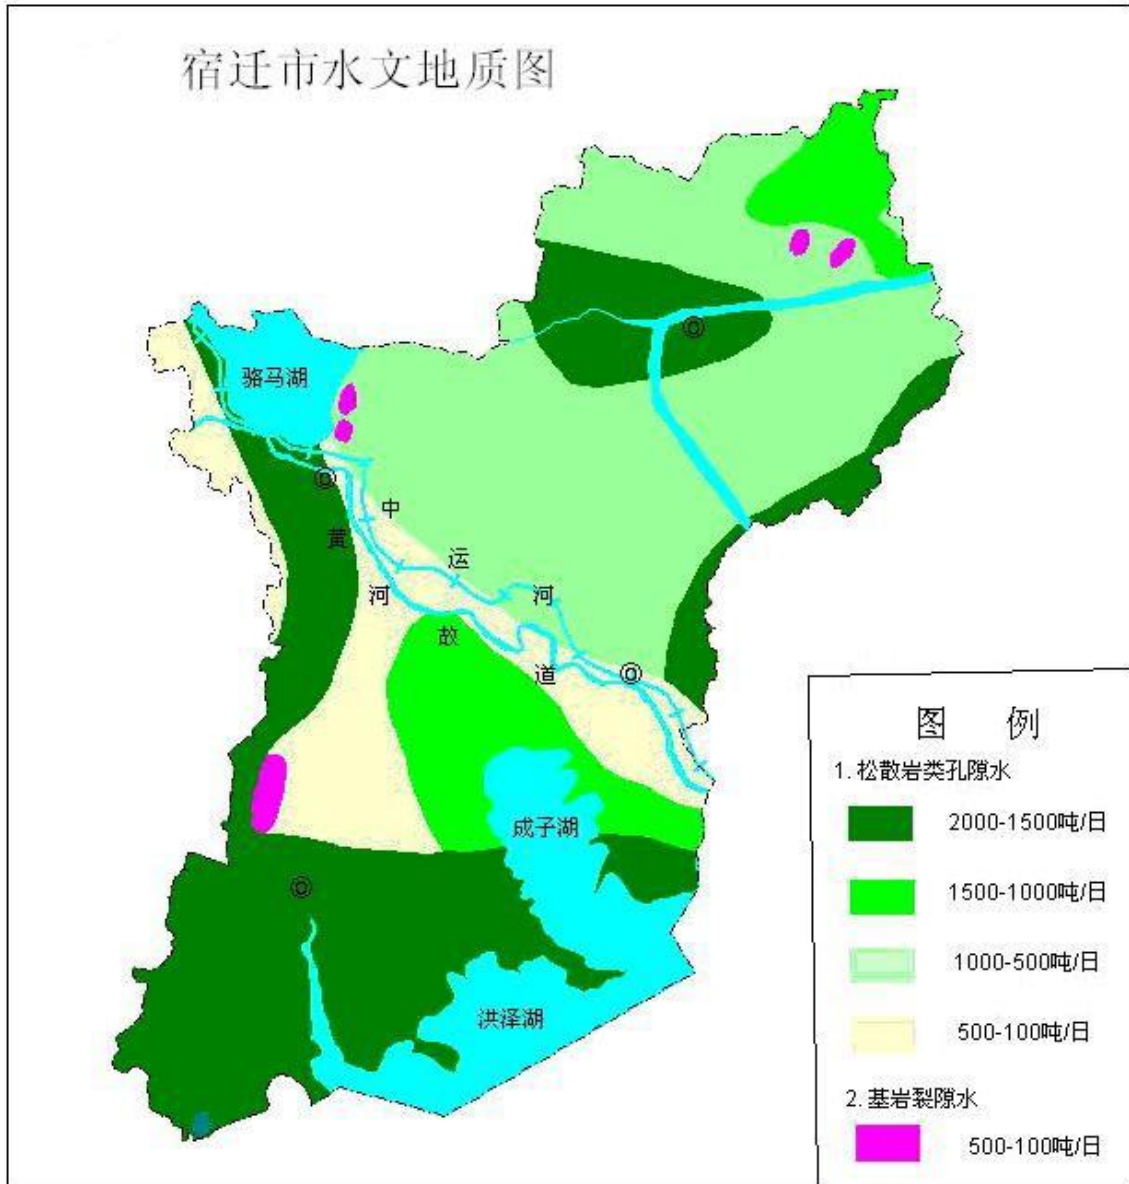 宿迁市水文地质图
骆马湖
中运河
黄河故道
成子湖
洪泽湖
图 例
1. 松散岩类孔隙水
2000-1500吨/日
1500-1000吨/日
1000-500吨/日
500-100吨/日
2. 基岩裂隙水
500-100吨/日